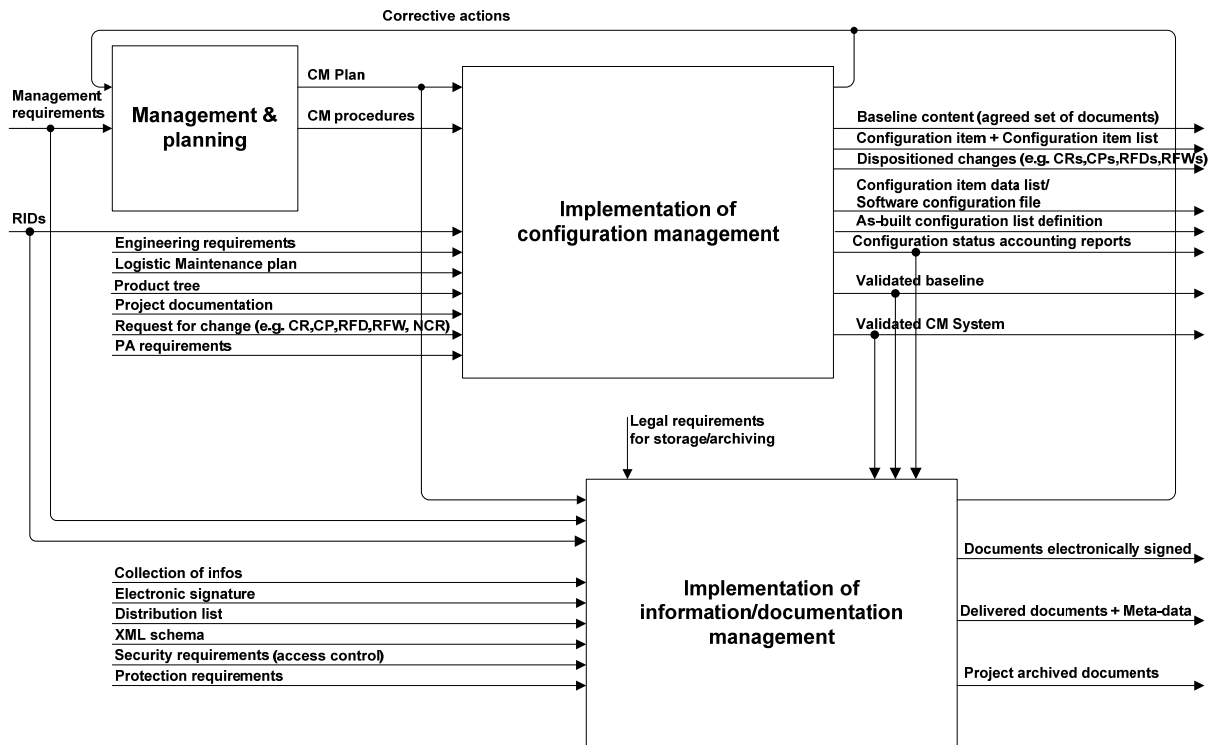 Corrective actions
Management
requirements
Management &
planning
CM Plan
CM procedures
RIDs
Engineering requirements
Logistic Maintenance plan
Product tree
Project documentation
Request for change (e.g. CR,CP,RFD,RFW, NCR)
PA requirements
Implementation of
configuration management
Baseline content (agreed set of documents)
Configuration item + Configuration item list
Dispositioned changes (e.g. CRs,CPs,RFDs,RFWs)
Configuration item data list/
Software configuration file
As-built configuration list definition
Configuration status accounting reports
Validated baseline
Validated CM System
Legal requirements
for storage/archiving
Collection of infos
Electronic signature
Distribution list
XML schema
Security requirements (access control)
Protection requirements
Implementation of
information/documentation
management
Documents electronically signed
Delivered documents + Meta-data
Project archived documents